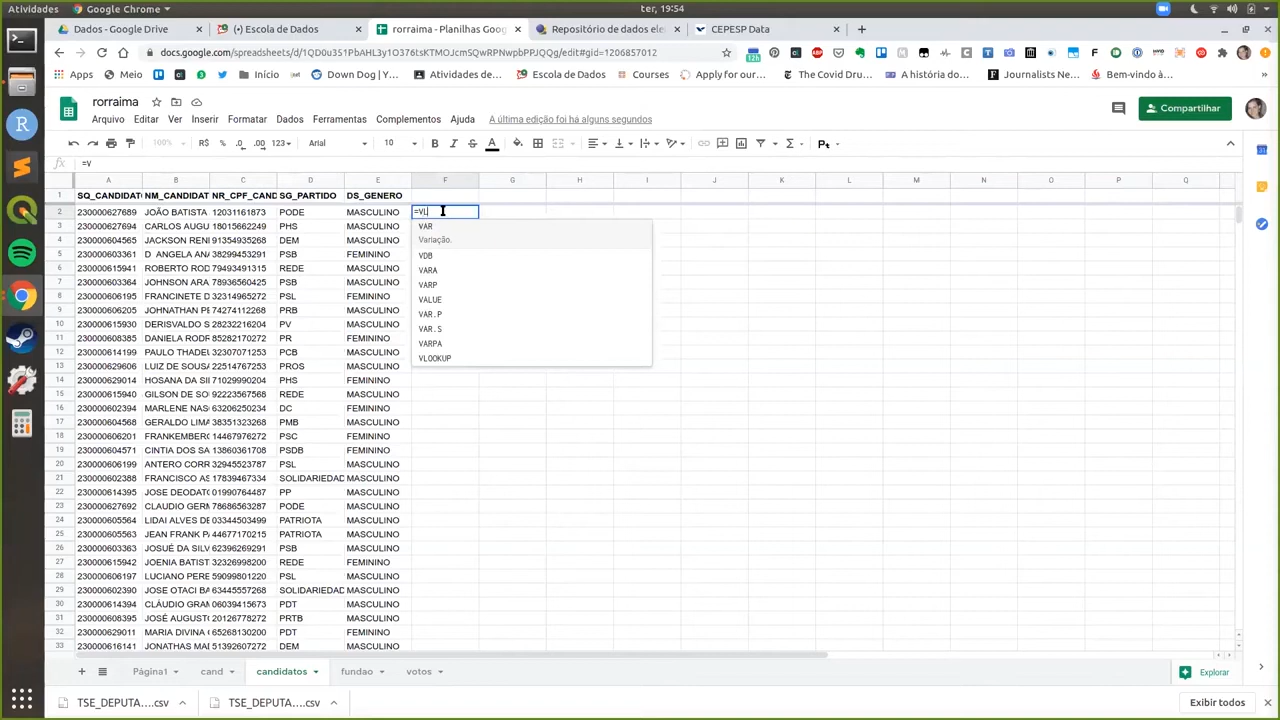 Atividades
Google Chrome
ter, 19:54
Dados - Google Drive
(•) Escola de Dados
rorraima - Planilhas Goog
Repositório de dados ele
CEPESP Data
docs.google.com/spreadsheets/d/1QD0u351PbAHL3y1O376tsKTMOJcmSQwRPNwpbPPJQQg/edit#gid=1206857012
Apps
Meio
Início
Down Dog // Yo...
Atividades de...
Escola de Dados
Courses
Apply for our...
The Covid Dru...
A história do...
Journalists Ne...
Bem-vindo à...
rorraima
Compartilhar
Arquivo Editar Ver Inserir Formatar Dados Ferramentas Complementos Ajuda A última edição foi há alguns segundos
100% R$ % .0 .00 123 Arial 10
fx =V
A B C D E F G H I J K L M N O P Q
1 SQ_CANDIDAT NM_CANDIDAT NR_CPF_CAND SG_PARTIDO DS_GENERO
2 230000627689 JOÃO BATISTA 12031161873 PODE MASCULINO =VL
3 230000627694 CARLOS AUGU 18015662249 PHS MASCULINO
4 230000604565 JACKSON REN 91354935268 DEM MASCULINO
5 230000603361 D ANGELA AN 38299453291 PSB FEMININO
6 230000615941 ROBERTO ROD 79493491315 REDE MASCULINO
7 230000603364 JOHNSON ARA 78936560425 PSB MASCULINO
8 230000606195 FRANCINETE D 32314965272 PSL FEMININO
9 230000606205 JOHNATHAN PE 74274112268 PRB MASCULINO
10 230000615930 DERISVALDO S 28232216204 PV MASCULINO
11 230000608385 DANIELA RODR 85282170272 PR FEMININO
12 230000614199 PAULO THADEU 32307071253 PCB MASCULINO
13 230000629606 LUIZ DE SOUSA 22514767253 PROS MASCULINO
14 230000629014 HOSANA DA SI 71029990204 PHS FEMININO
15 230000615940 GILSON DE SO 92223567568 REDE MASCULINO
16 230000602394 MARLENE NAS 63206250234 DC FEMININO
17 230000604568 GERALDO LIMA 38351323268 PMB MASCULINO
18 230000606201 FRANKEMBERG 14467976272 PSC FEMININO
19 230000604571 CINTIA DOS SA 13860361708 PSDB FEMININO
20 230000606199 ANTERO CORR 32945523787 PSL MASCULINO
21 230000602388 FRANCISCO AS 17839467334 SOLIDARIEDAD MASCULINO
22 230000614395 JOSE DEODAT 01990764487 PP MASCULINO
23 230000627692 CLAUDIO GERM 78686563287 PODE MASCULINO
24 230000605564 LIDAI ALVES DE 03344503499 PATRIOTA MASCULINO
25 230000605563 JEAN FRANK P 44677170215 PATRIOTA MASCULINO
26 230000603363 JOSUÉ DA SILV 62396269291 PSB MASCULINO
27 230000615942 JOENIA BATIST 32326998200 REDE FEMININO
28 230000606197 LUCIANO PERE 59099801220 PSL MASCULINO
29 230000602390 JOSE OTACI BA 63445557268 SOLIDARIEDAD MASCULINO
30 230000614394 CLÁUDIO GRAN 06039415673 PDT MASCULINO
31 230000608395 JOSÉ AUGUST 20126778272 PRTB MASCULINO
32 230000629011 MARIA DIVINA 65268130200 PDT FEMININO
33 230000616141 JONATHAS MA 51392607272 DEM MASCULINO
VAR
Variação.
VDB
VARA
VARP
VALUE
VAR.P
VAR.S
VARPA
VLOOKUP
Página1 cand candidatos fundao votos
Explorar
TSE_DEPUTA....csv
TSE_DEPUTA....csv
Exibir todos